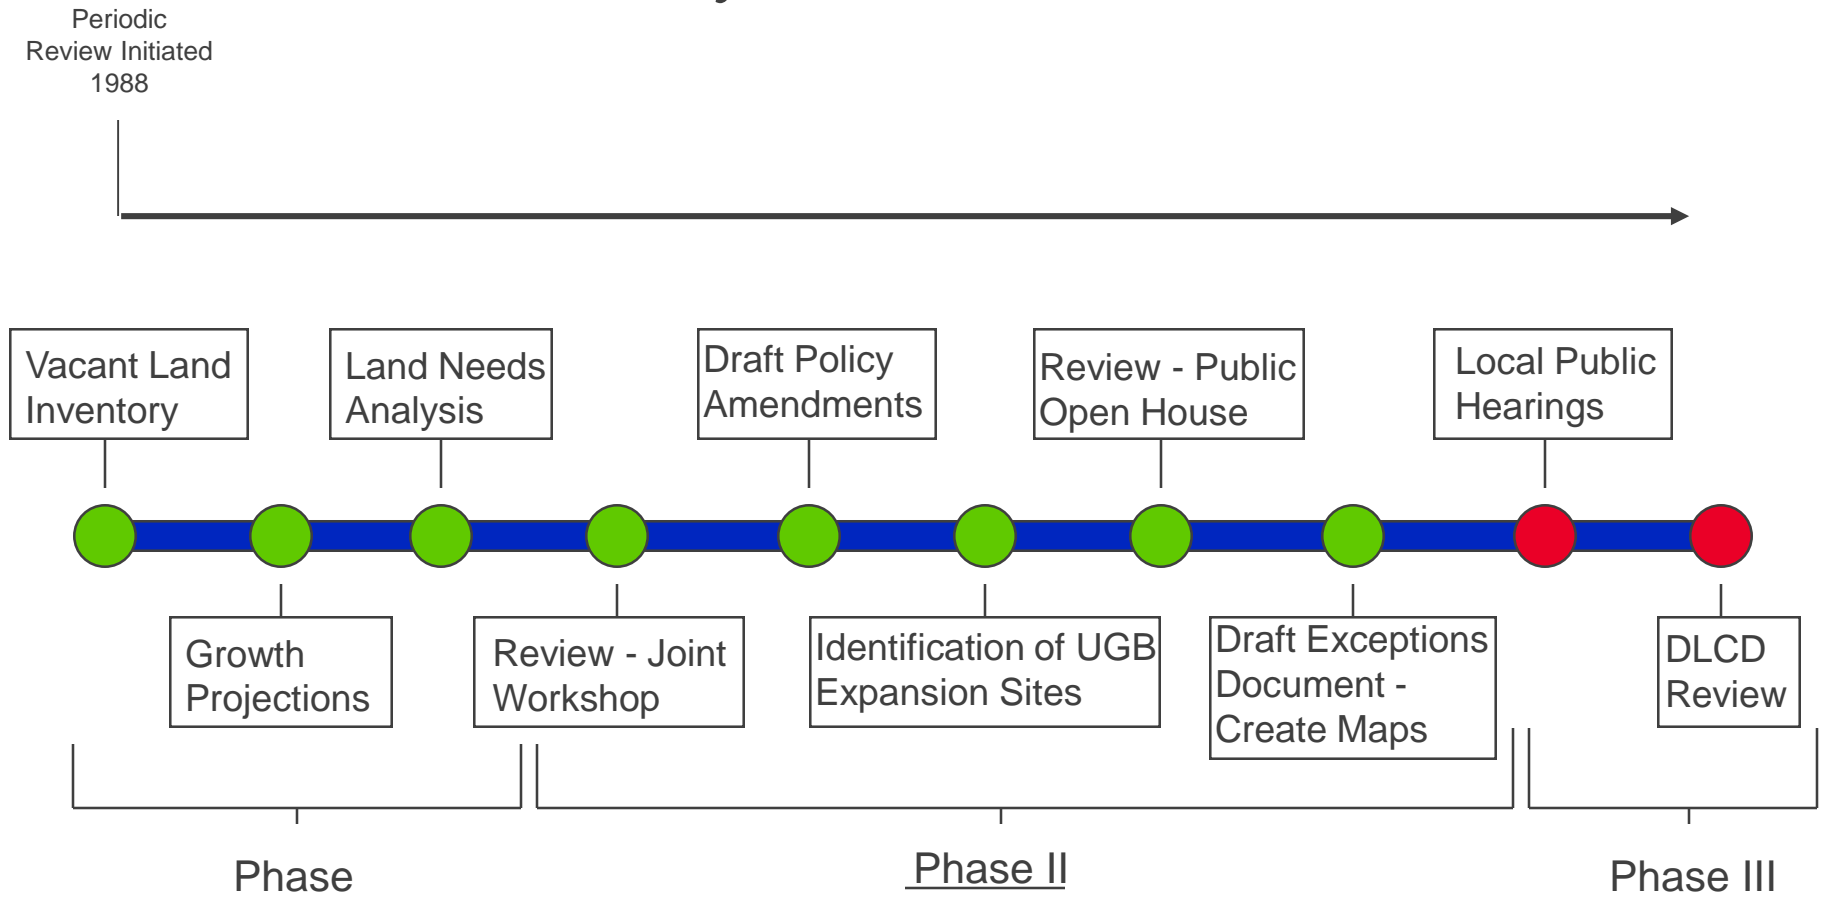 Periodic
Review Initiated
1988
Vacant Land
Inventory
Land Needs
Analysis
Draft Policy
Amendments
Review - Public
Open House
Local Public
Hearings
Growth
Projections
Review - Joint
Workshop
Identification of UGB
Expansion Sites
Draft Exceptions
Document -
Create Maps
DLCD
Review
Phase
Phase II
Phase III